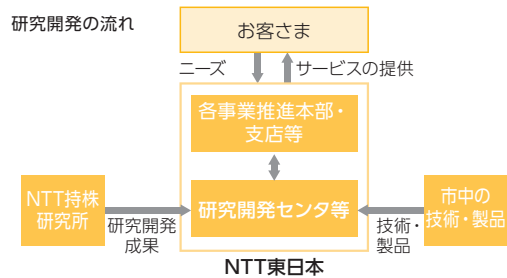 研究開発の流れ
お客さま
ニーズ
サービスの提供
各事業推進本部・
支店等
NTT持株
研究所
研究開発
成果
研究開発センタ等
技術・
製品
市中の
技術・製品
NTT東日本